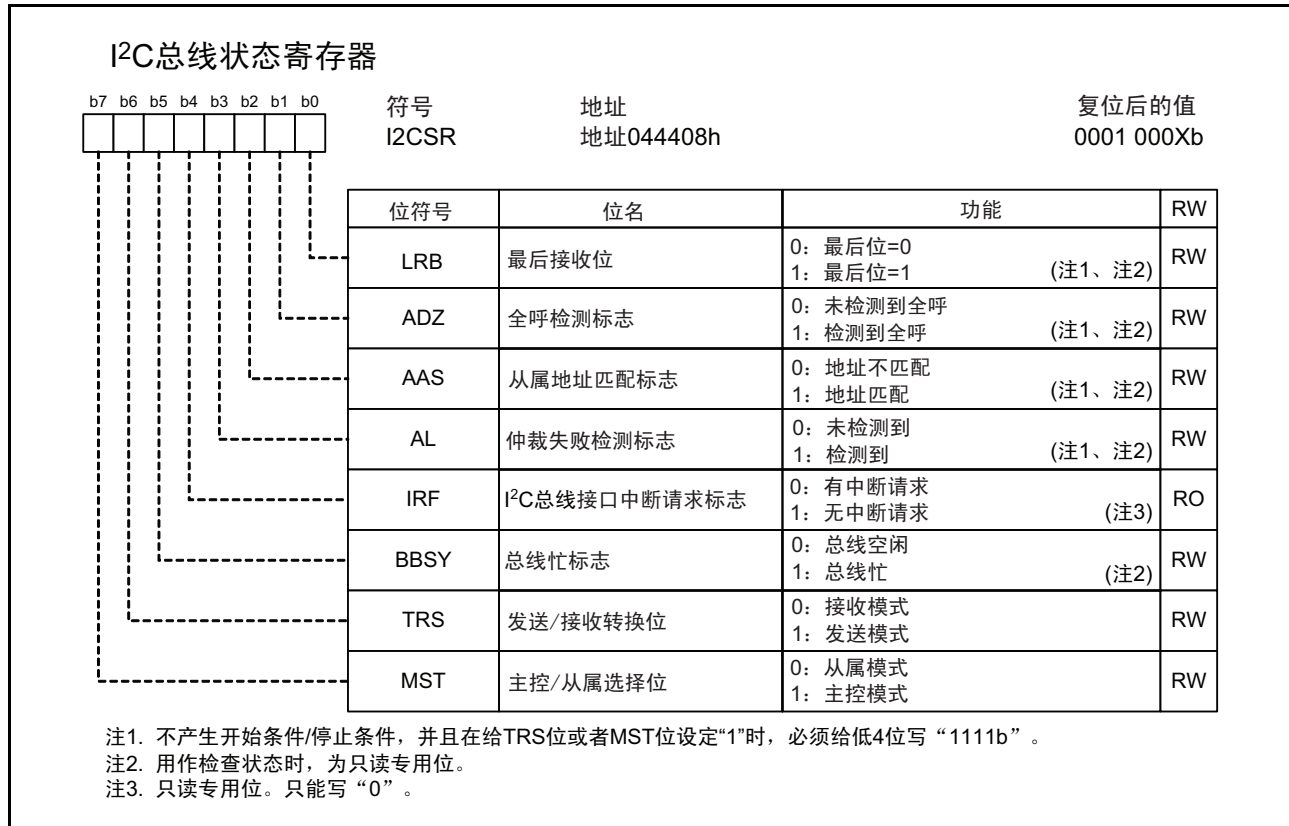 I²C总线状态寄存器
b7 b6 b5 b4 b3 b2 b1 b0
符号 地址 复位后的值
I2CSR 地址044408h 0001 000Xb
位符号 位名 功能 RW
LRB 最后接收位 0：最后位=0 1：最后位=1 (注1、注2) RW
ADZ 全呼检测标志 0：未检测到全呼 1：检测到全呼 (注1、注2) RW
AAS 从属地址匹配标志 0：地址不匹配 1：地址匹配 (注1、注2) RW
AL 仲裁失败检测标志 0：未检测到 1：检测到 (注1、注2) RW
IRF I²C总线接口中断请求标志 0：有中断请求 1：无中断请求 (注3) RO
BBSY 总线忙标志 0：总线空闲 1：总线忙 (注2) RW
TRS 发送/接收转换位 0：接收模式 1：发送模式 RW
MST 主控/从属选择位 0：从属模式 1：主控模式 RW
注1. 不产生开始条件/停止条件，并且在给TRS位或者MST位设定“1”时，必须给低4位写“1111b”。
注2. 用作检查状态时，为只读专用位。
注3. 只读专用位。只能写“0”。